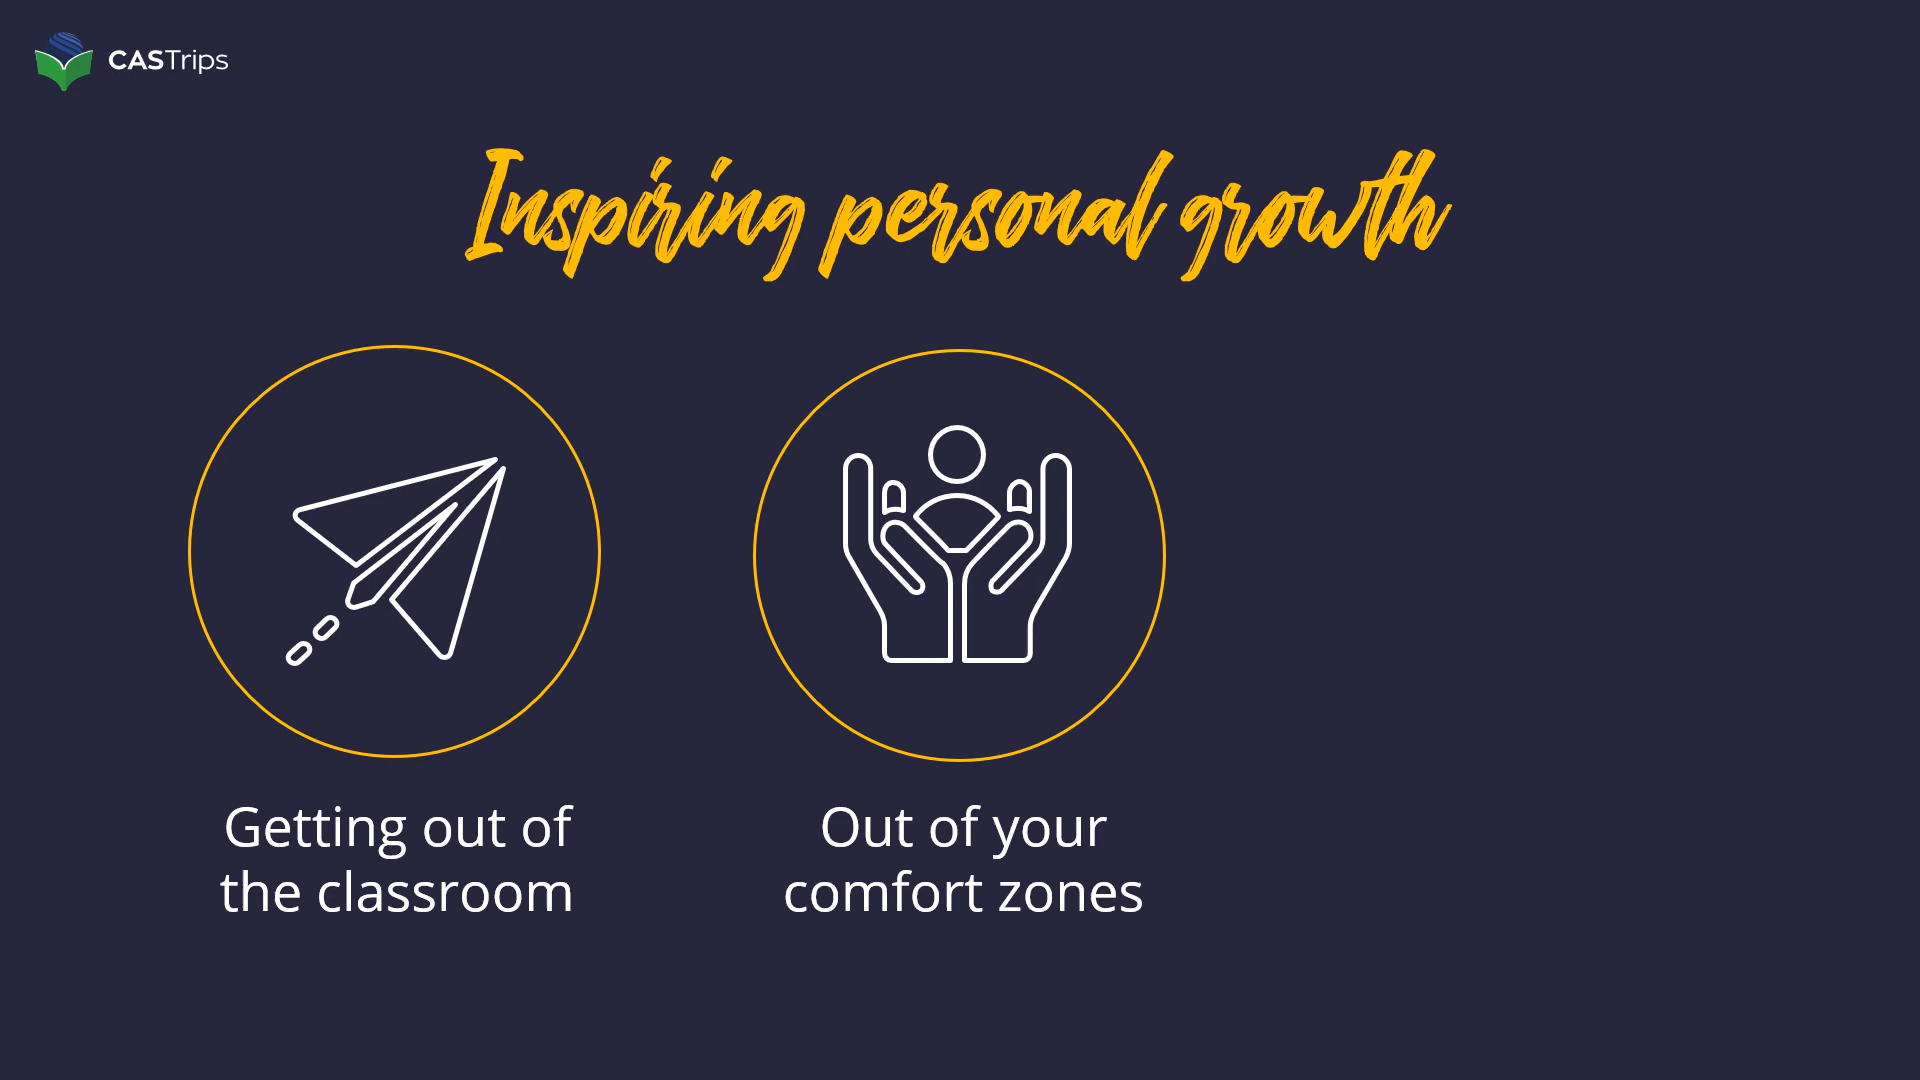 CASTrips
Inspiring personal growth
Getting out of
the classroom
Out of your
comfort zones